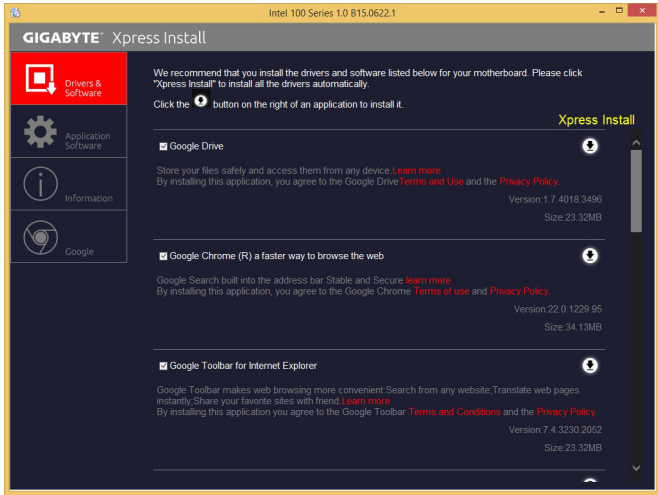 Intel 100 Series 1.0 B15.0622.1
GIGABYTE™ Xpress Install
Drivers &
Software
Application
Software
Information
Google
We recommend that you install the drivers and software listed below for your motherboard. Please click
"Xpress Install" to install all the drivers automatically.
Click the button on the right of an application to install it.
Xpress Install
Google Drive
Store your files safely and access them from any device.Learn more
By installing this application, you agree to the Google DriveTerms and Use and the Privacy Policy.
Version:1.7.4018.3496
Size:23.32MB
Google Chrome (R) a faster way to browse the web
Google Search built into the address bar Stable and Secure learn more
By installing this application, you agree to the Google Chrome Terms of use and Privacy Policy.
Version:22.0.1229.95
Size:34.13MB
Google Toolbar for Internet Explorer
Google Toolbar makes web browsing more convenient:Search from any website;Translate web pages
instantly;Share your favorite sites with friend.Learn more
By installing this application you agree to the Google Toolbar Terms and Conditions and the Privacy Policy.
Version:7.4.3230.2052
Size:23.32MB